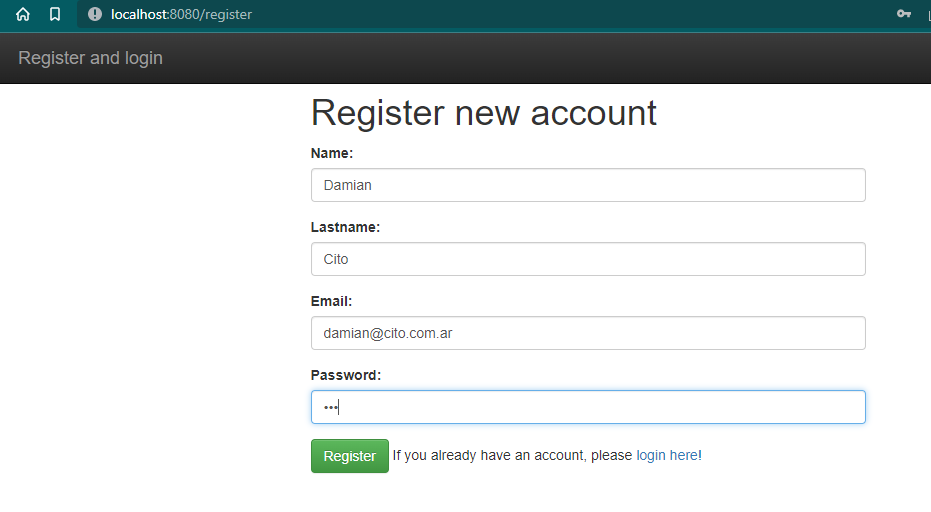 localhost:8080/register
Register and login
Register new account
Name:
Damian
Lastname:
Cito
Email:
damian@cito.com.ar
Password:
•••
Register If you already have an account, please login here!